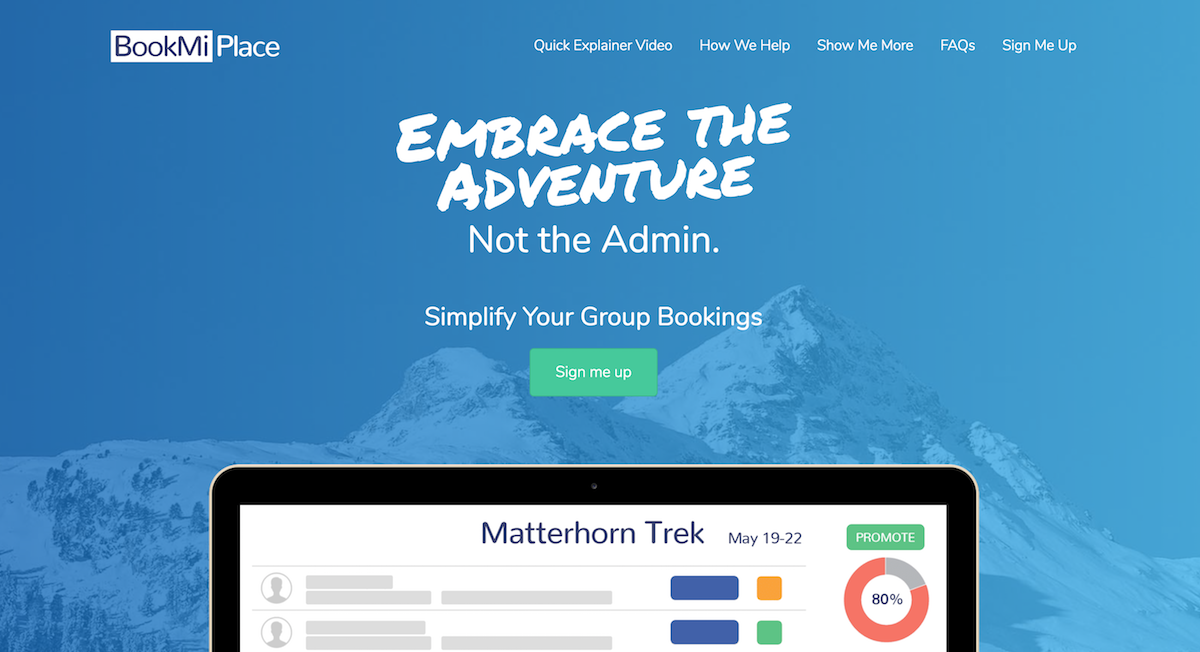 BookMi Place
Quick Explainer Video How We Help Show Me More FAQs Sign Me Up
EMBRACE THE
ADVENTURE
Not the Admin.
Simplify Your Group Bookings
Sign me up
Matterhorn Trek May 19-22
PROMOTE
80%